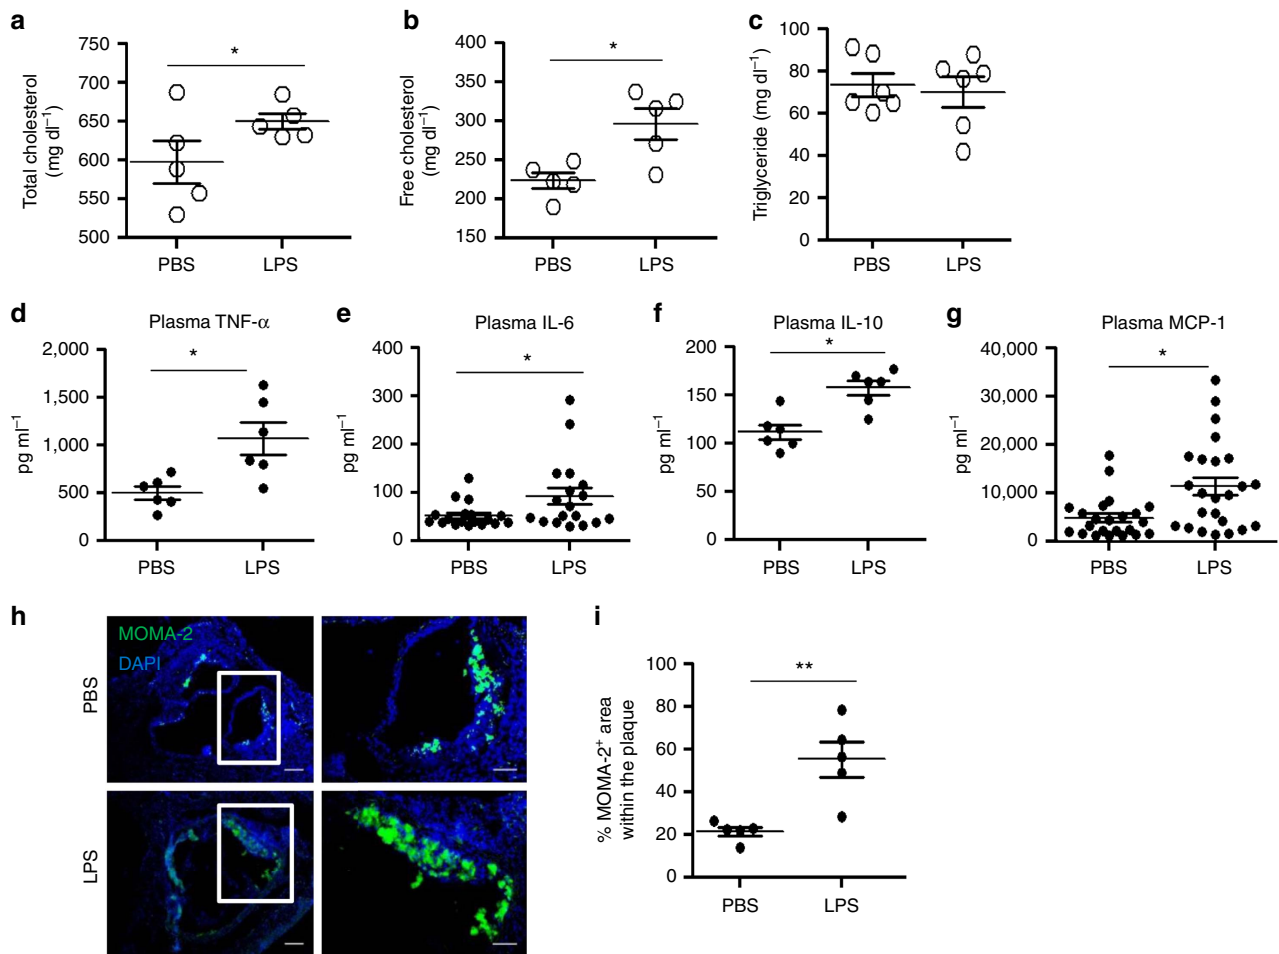 a
Total cholesterol
(mg dl⁻¹)
750
700
650
600
550
500
*
PBS LPS
b
Free cholesterol
(mg dl⁻¹)
400
350
300
250
200
150
*
PBS LPS
c
Triglyceride (mg dl⁻¹)
100
80
60
40
20
0
PBS LPS
d
Plasma TNF-α
pg ml⁻¹
2,000
1,500
1,000
500
0
*
PBS LPS
e
Plasma IL-6
pg ml⁻¹
400
300
200
100
0
*
PBS LPS
f
Plasma IL-10
pg ml⁻¹
200
150
100
50
0
*
PBS LPS
g
Plasma MCP-1
pg ml⁻¹
40,000
30,000
20,000
10,000
0
*
PBS LPS
h
MOMA-2
DAPI
PBS
LPS
i
% MOMA-2⁺ area
within the plaque
100
80
60
40
20
0
**
PBS LPS